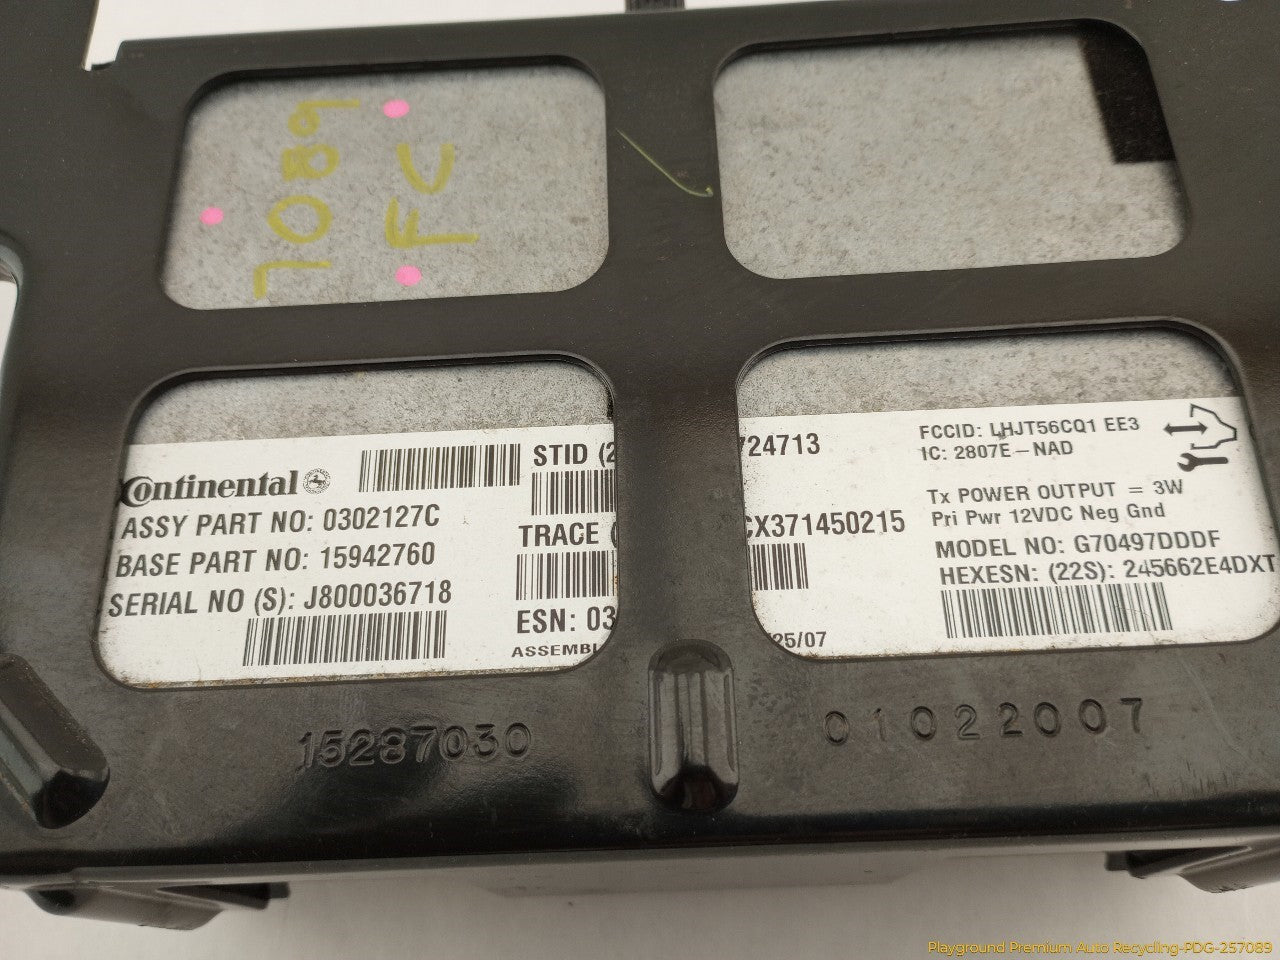 7089
FC
Continental
ASSY PART NO: 0302127C
BASE PART NO: 15942760
SERIAL NO (S): J800036718
STID (2
TRACE (
ESN: 03
ASSEMBL
724713
CX371450215
25/07
FCCID: LHJT56CQ1 EE3
IC: 2807E-NAD
Tx POWER OUTPUT = 3W
Pri Pwr 12VDC Neg Gnd
MODEL NO: G70497DDDF
HEXESN: (22S): 245662E4DXT
15287030
01022007
Playground Premium Auto Recycling-PDG-257089